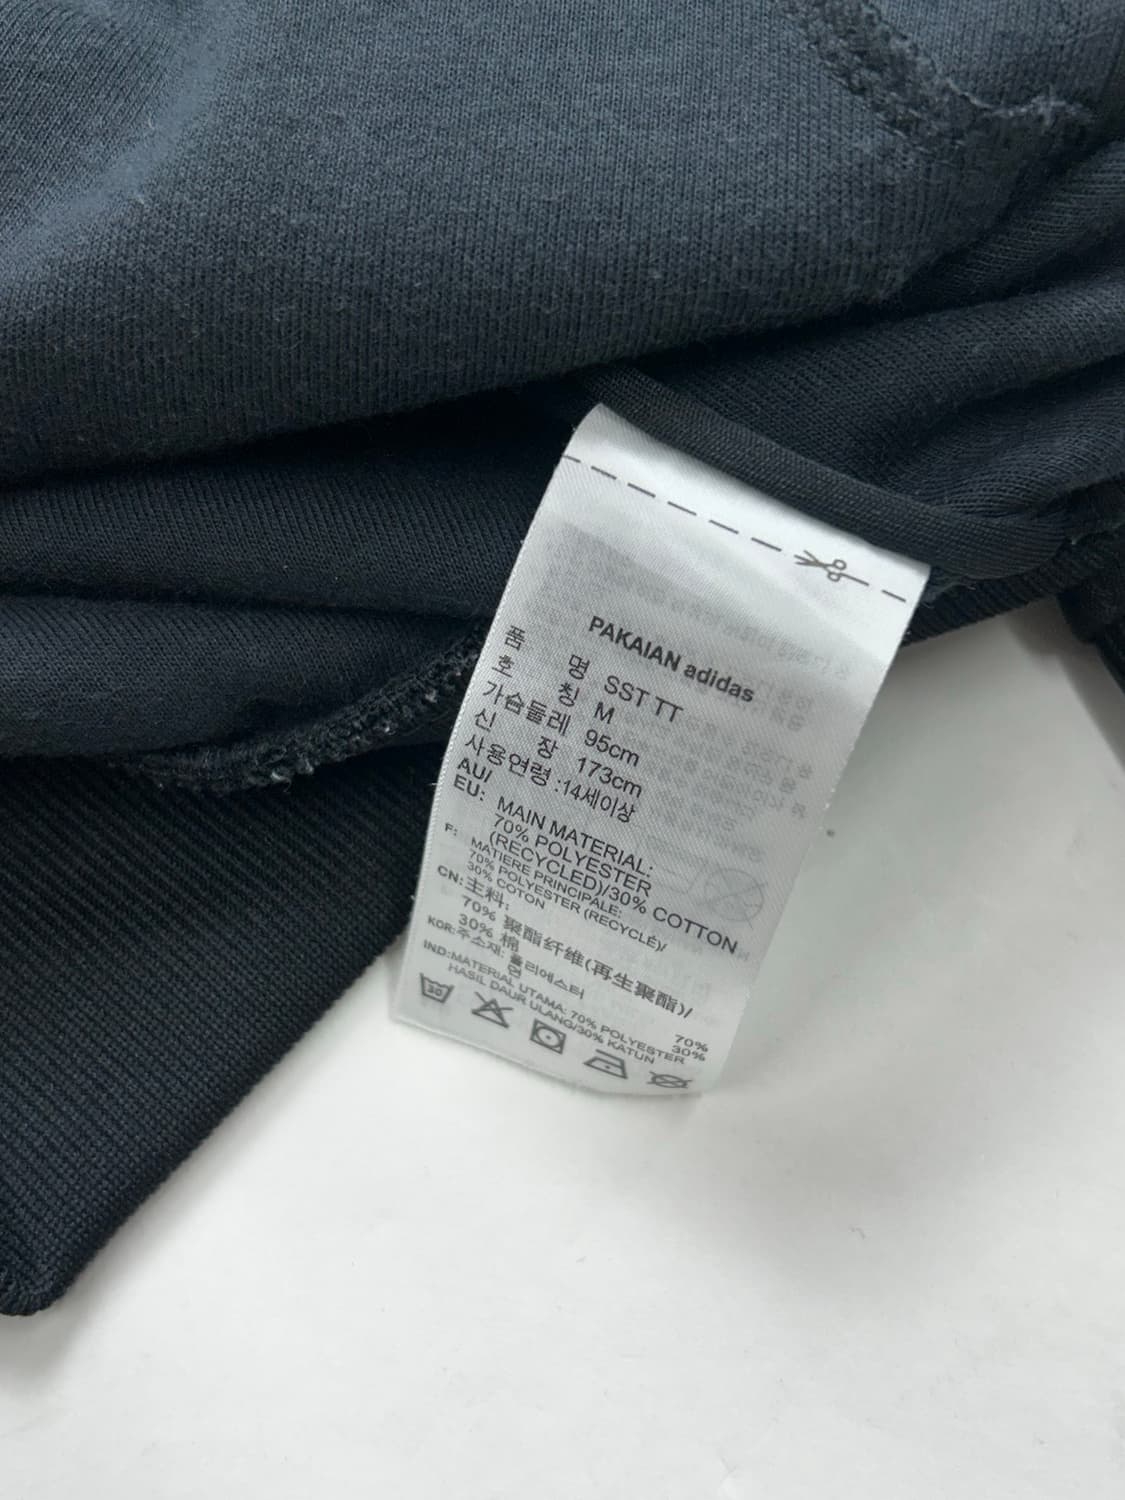 PAKAIAN adidas
품 명 SST TT
호 칭 M
가슴둘레 95cm
신 장 173cm
사용연령 :14세이상
AU/
EU: MAIN MATERIAL:
70% POLYESTER
(RECYCLED)/30% COTTON
F: MATIERE PRINCIPALE:
70% POLYESTER (RECYCLÉ)/
30% COTON
CN: 主料:
70% 聚酯纤维(再生聚酯)/
30% 棉
KOR: 주소재: 폴리에스터 70%
면 30%
IND:MATERIAL UTAMA: 70% POLYESTER
HASIL DAUR ULANG/30% KATUN
30